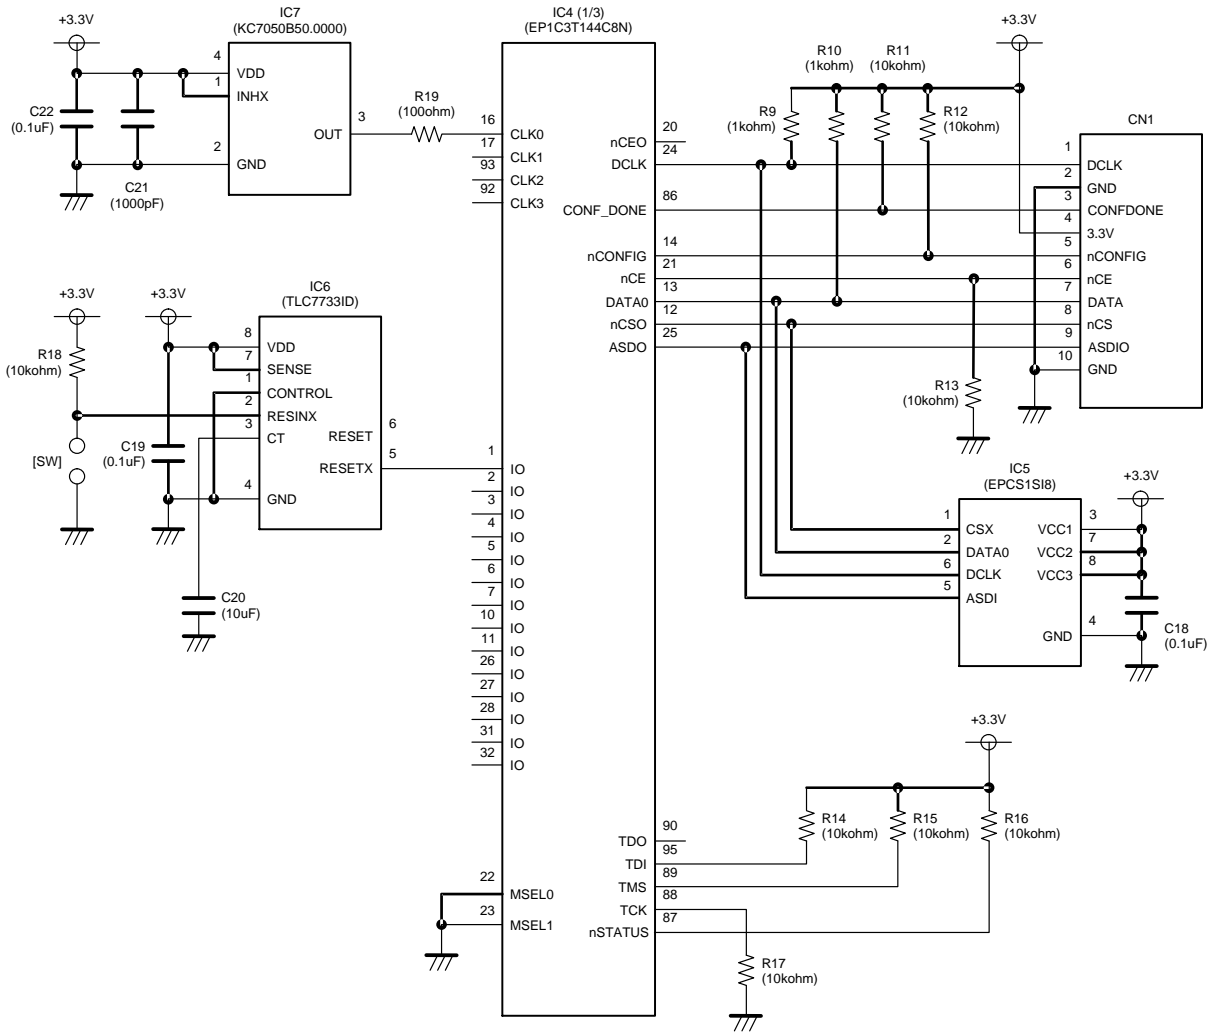 +3.3V
IC7
(KC7050B50.0000)
4
VDD
1
INHX
C22
(0.1uF)
OUT
3
2
GND
C21
(1000pF)
R19
(100ohm)
IC4 (1/3)
(EP1C3T144C8N)
16
CLK0
17
CLK1
93
CLK2
92
CLK3
20
nCEO
24
DCLK
86
CONF_DONE
14
nCONFIG
21
nCE
13
DATA0
12
nCSO
25
ASDO
R10
(1kohm)
R11
(10kohm)
+3.3V
R9
(1kohm)
R12
(10kohm)
CN1
1
DCLK
2
GND
3
CONFDONE
4
3.3V
5
nCONFIG
6
nCE
7
DATA
8
nCS
9
ASDIO
10
GND
R13
(10kohm)
+3.3V
+3.3V
IC6
(TLC7733ID)
R18
(10kohm)
8
VDD
7
SENSE
1
CONTROL
2
RESINX
3
CT
[SW]
C19
(0.1uF)
RESET
6
RESETX
5
4
GND
C20
(10uF)
1
IO
2
IO
3
IO
4
IO
5
IO
6
IO
7
IO
10
IO
11
IO
26
IO
27
IO
28
IO
31
IO
32
IO
IC5
(EPCS1SI8)
+3.3V
1
CSX
2
DATA0
6
DCLK
5
ASDI
VCC1
3
VCC2
7
VCC3
8
GND
4
C18
(0.1uF)
+3.3V
R14
(10kohm)
R15
(10kohm)
R16
(10kohm)
90
TDO
95
TDI
89
TMS
88
TCK
87
nSTATUS
R17
(10kohm)
22
MSEL0
23
MSEL1